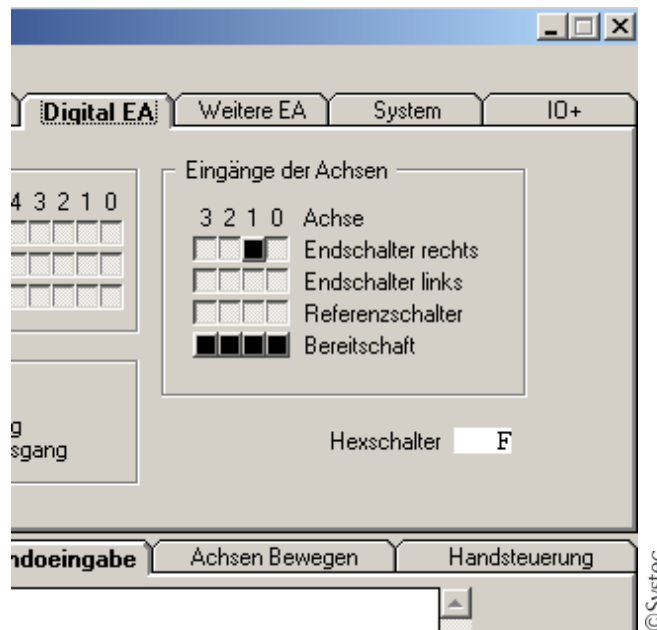 Digital EA Weitere EA System IO+
Eingänge der Achsen
4 3 2 1 0
3 2 1 0 Achse
Endschalter rechts
Endschalter links
Referenzschalter
Bereitschaft
g
sgang
Hexschalter F
ndoeingabe Achsen Bewegen Handsteuerung
©Systec